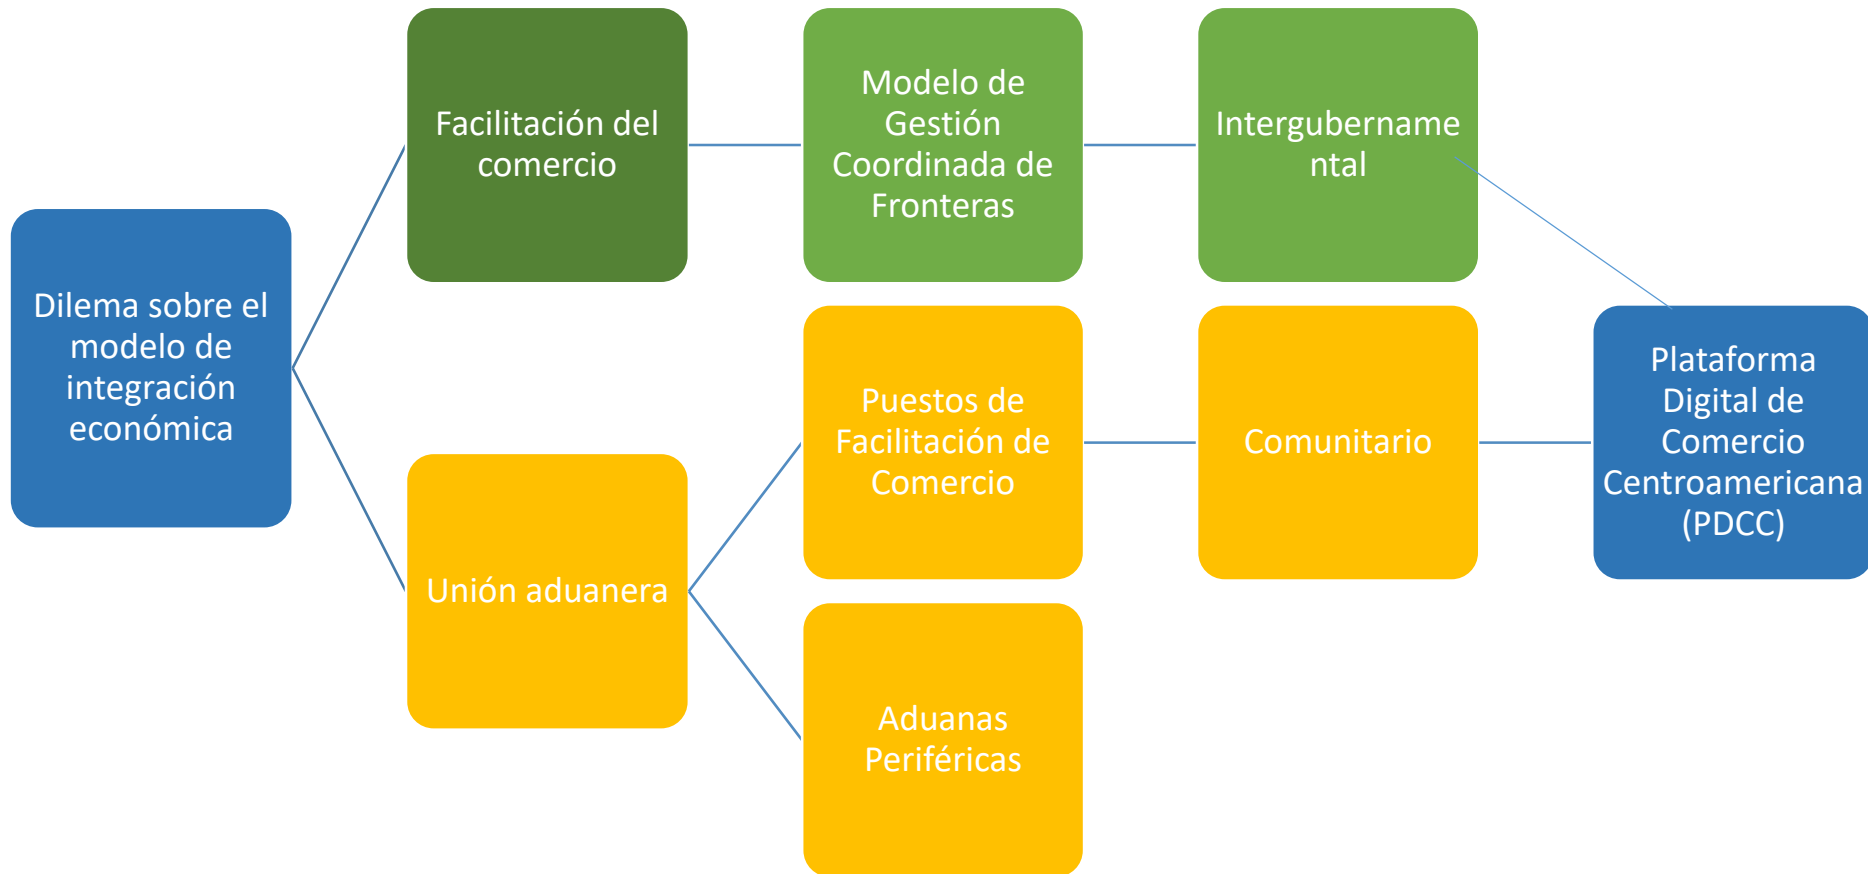 Dilema sobre el
modelo de
integración
económica
Facilitación del
comercio
Modelo de
Gestión
Coordinada de
Fronteras
Intergubername
ntal
Unión aduanera
Puestos de
Facilitación de
Comercio
Comunitario
Aduanas
Periféricas
Plataforma
Digital de
Comercio
Centroamericana
(PDCC)